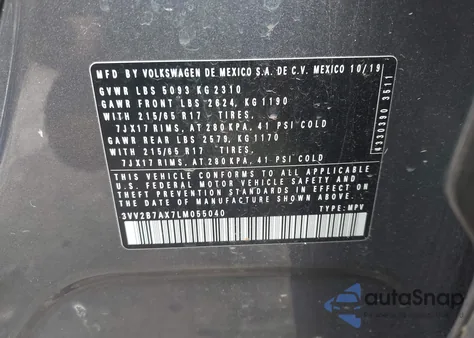 MFD BY VOLKSWAGEN DE MEXICO S.A. DE C.V. MEXICO 10/19
GVWR LBS 5093 KG 2310
GAWR FRONT LBS 2624, KG 1190
WITH 215/65 R17 TIRES,
7JX17 RIMS, AT 280 KPA, 41 PSI COLD
GAWR REAR LBS 2579, KG 1170
WITH 215/65 R17 TIRES,
7JX17 RIMS, AT 280 KPA, 41 PSI COLD
THIS VEHICLE CONFORMS TO ALL APPLICABLE
U.S. FEDERAL MOTOR VEHICLE SAFETY AND
THEFT PREVENTION STANDARDS IN EFFECT ON
THE DATE OF MANUFACTURE SHOWN ABOVE.
3VV2B7AX7LM055040 TYPE: MPV
autoSnap